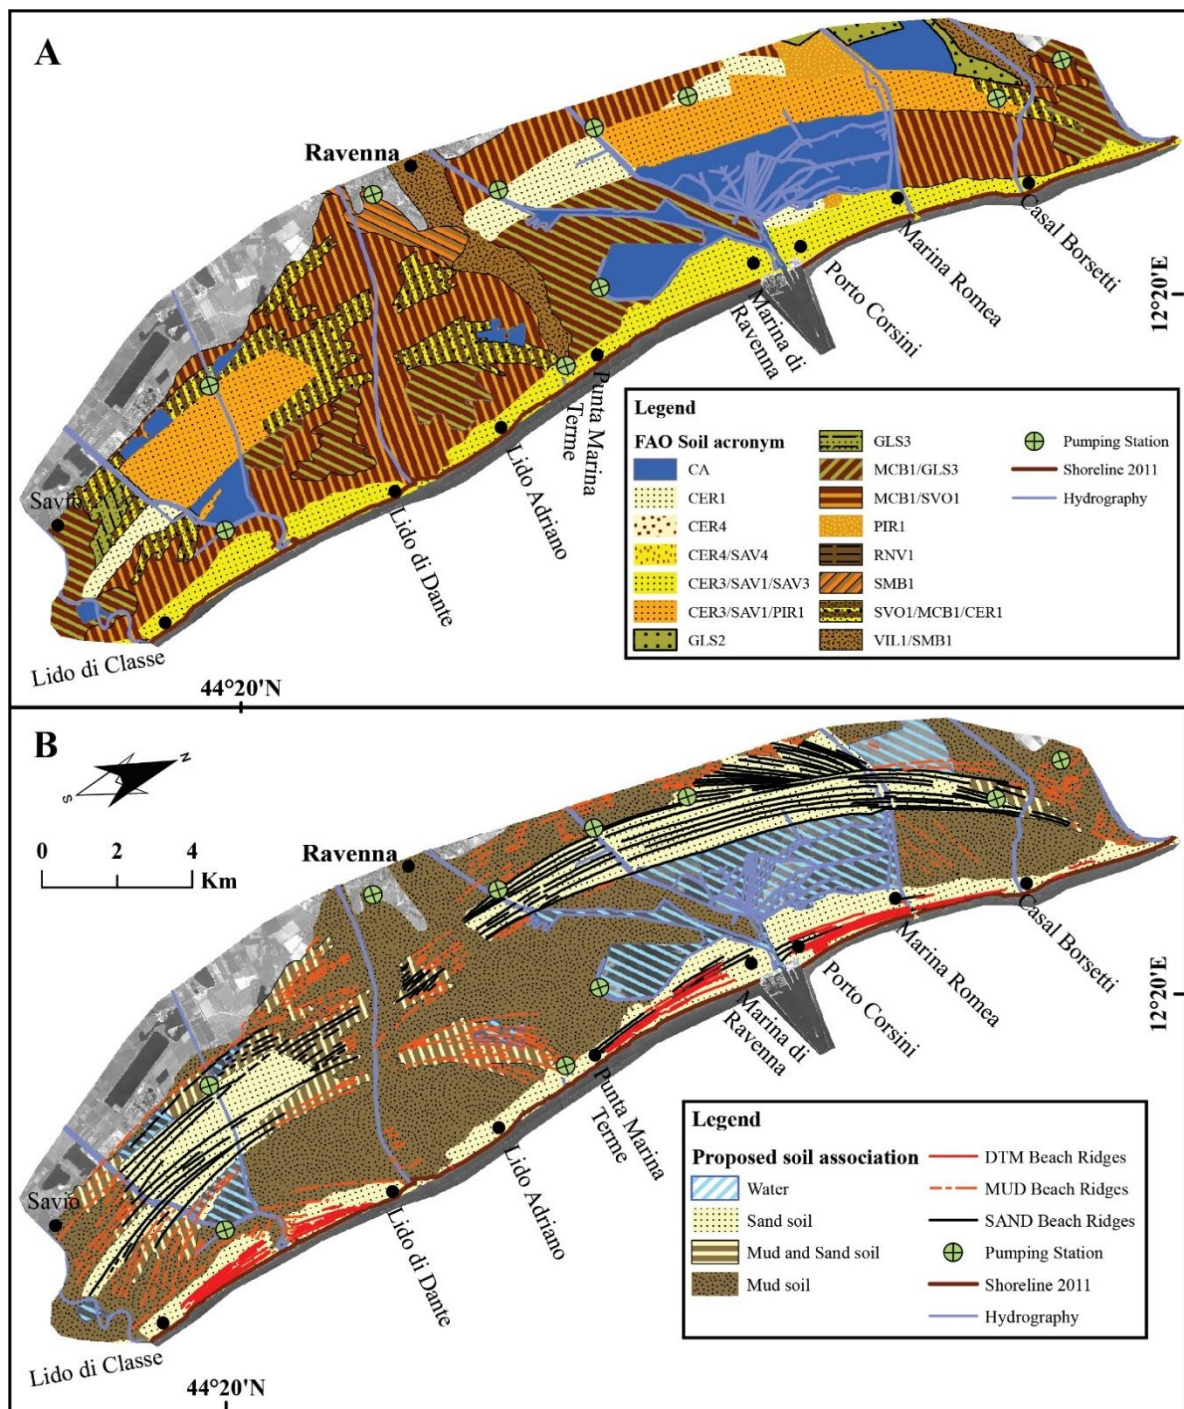 A
Ravenna
Casal Borsetti
Marina Romea
Porto Corsini
Marina di
Ravenna
Punta Marina
Terme
Lido Adriano
Lido di Dante
Savio
Lido di Classe
12°20'E
44°20'N
Legend
FAO Soil acronym
CA
CER1
CER4
CER4/SAV4
CER3/SAV1/SAV3
CER3/SAV1/PIR1
GLS2
GLS3
MCB1/GLS3
MCB1/SVO1
PIR1
RNV1
SMB1
SVO1/MCB1/CER1
VIL1/SMB1
Pumping Station
Shoreline 2011
Hydrography
B
S
N
0 2 4
Km
Ravenna
Casal Borsetti
Marina Romea
Porto Corsini
Marina di
Ravenna
Punta Marina
Terme
Lido Adriano
Lido di Dante
Savio
Lido di Classe
12°20'E
44°20'N
Legend
Proposed soil association
Water
Sand soil
Mud and Sand soil
Mud soil
DTM Beach Ridges
MUD Beach Ridges
SAND Beach Ridges
Pumping Station
Shoreline 2011
Hydrography